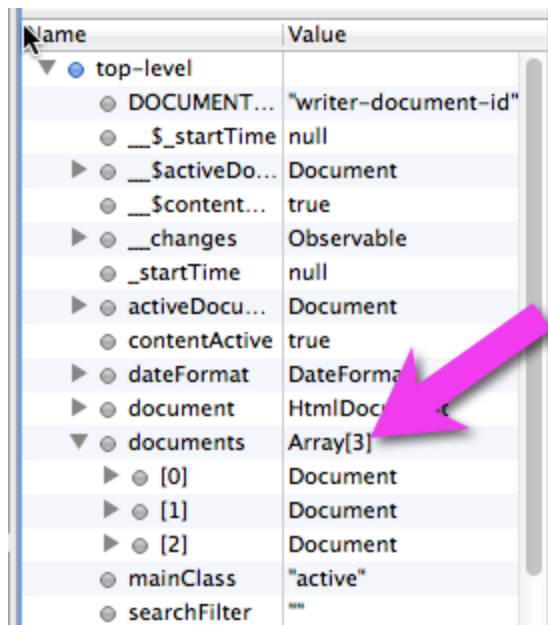 Name Value
top-level
DOCUMENT... "writer-document-id"
__$_startTime null
__$activeDo... Document
__$content... true
__changes Observable
_startTime null
activeDocu... Document
contentActive true
dateFormat DateForma
document HtmlDoc
documents Array[3]
[0] Document
[1] Document
[2] Document
mainClass "active"
searchFilter ""